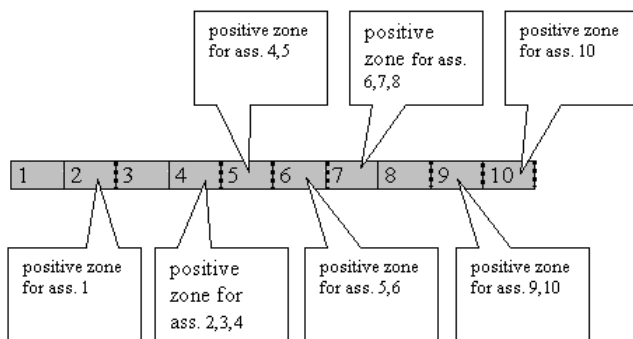 positive zone
for ass. 4,5
positive
zone for ass.
6,7,8
positive zone
for ass. 10
1 2 3 4 5 6 7 8 9 10
positive zone
for ass. 1
positive
zone for
ass. 2,3,4
positive zone
for ass. 5,6
positive zone
for ass. 9,10